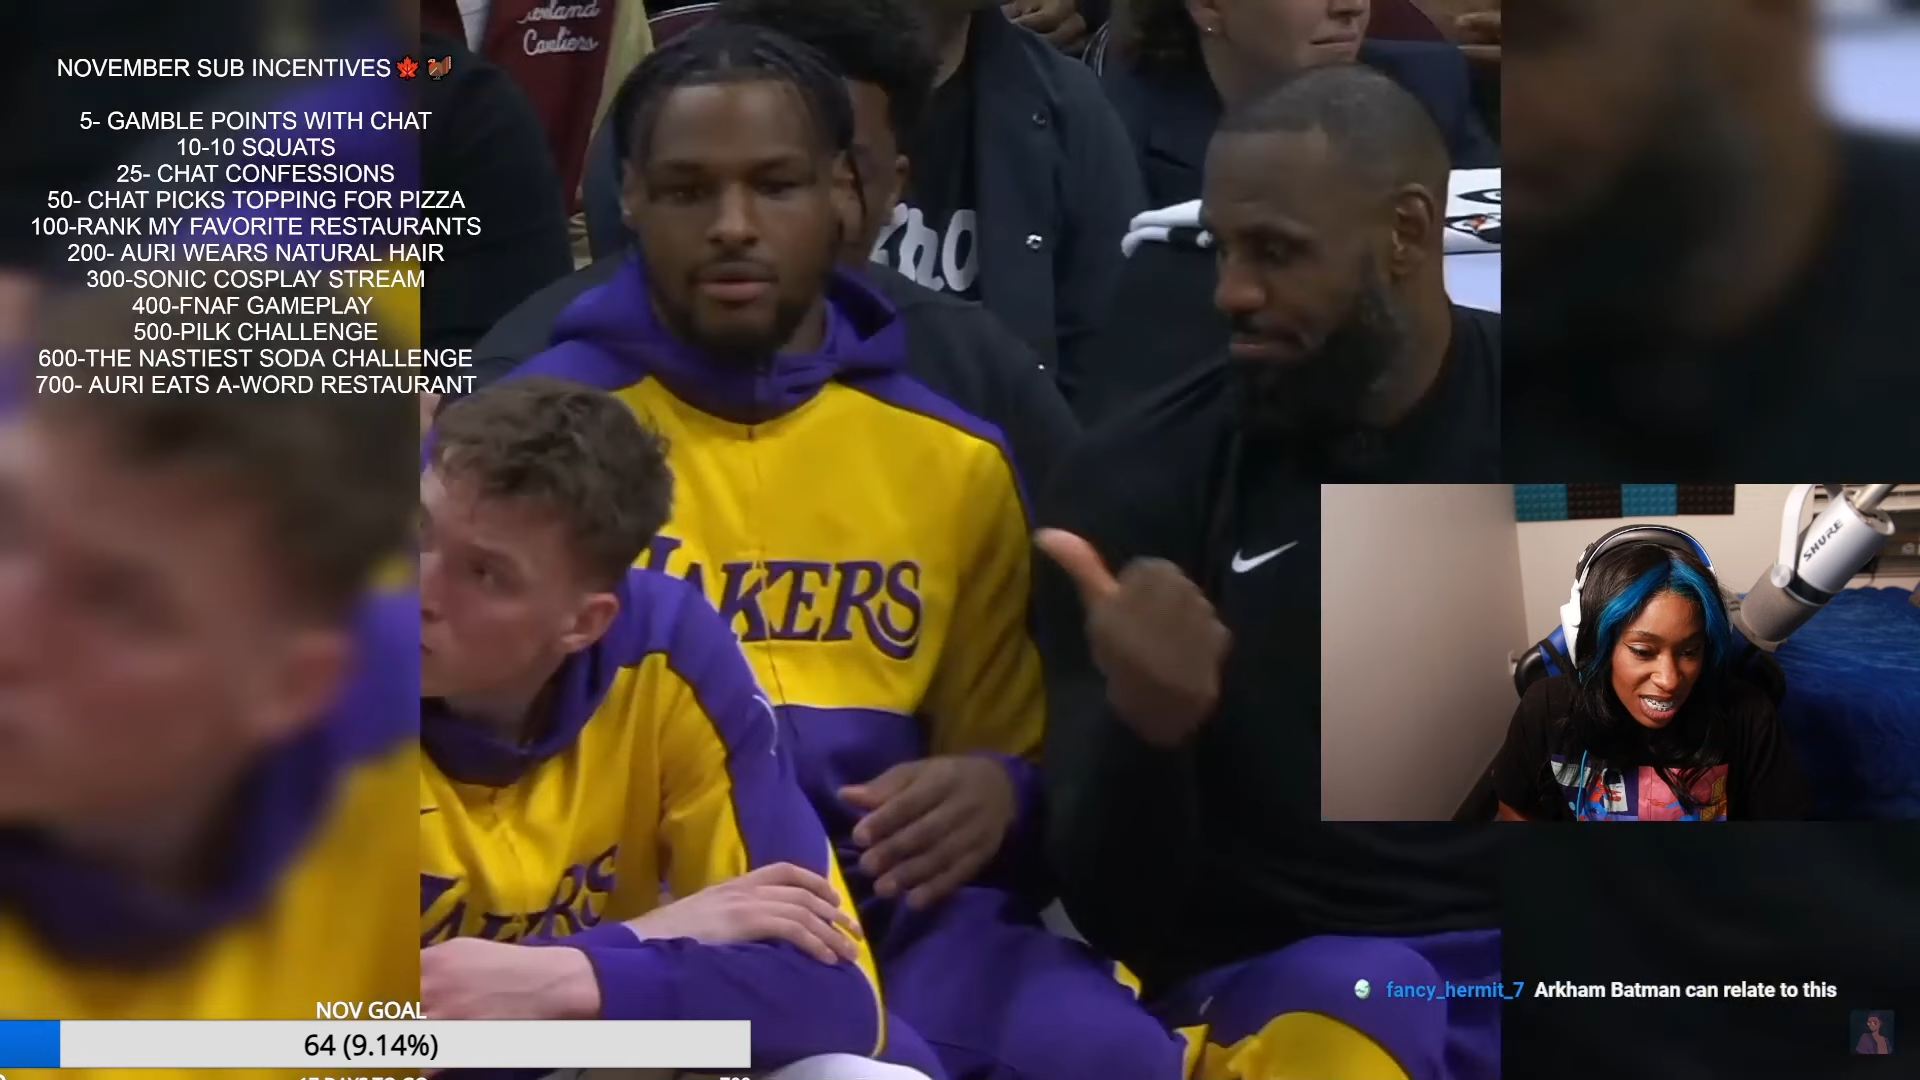 NOVEMBER SUB INCENTIVES🍁🦃
5- GAMBLE POINTS WITH CHAT
10-10 SQUATS
25- CHAT CONFESSIONS
50- CHAT PICKS TOPPING FOR PIZZA
100-RANK MY FAVORITE RESTAURANTS
200- AURI WEARS NATURAL HAIR
300-SONIC COSPLAY STREAM
400-FNAF GAMEPLAY
500-PILK CHALLENGE
600-THE NASTIEST SODA CHALLENGE
700- AURI EATS A-WORD RESTAURANT
Cavaliers
LAKERS
SHURE
LAKERS
fancy_hermit_7 Arkham Batman can relate to this
NOV GOAL
64 (9.14%)